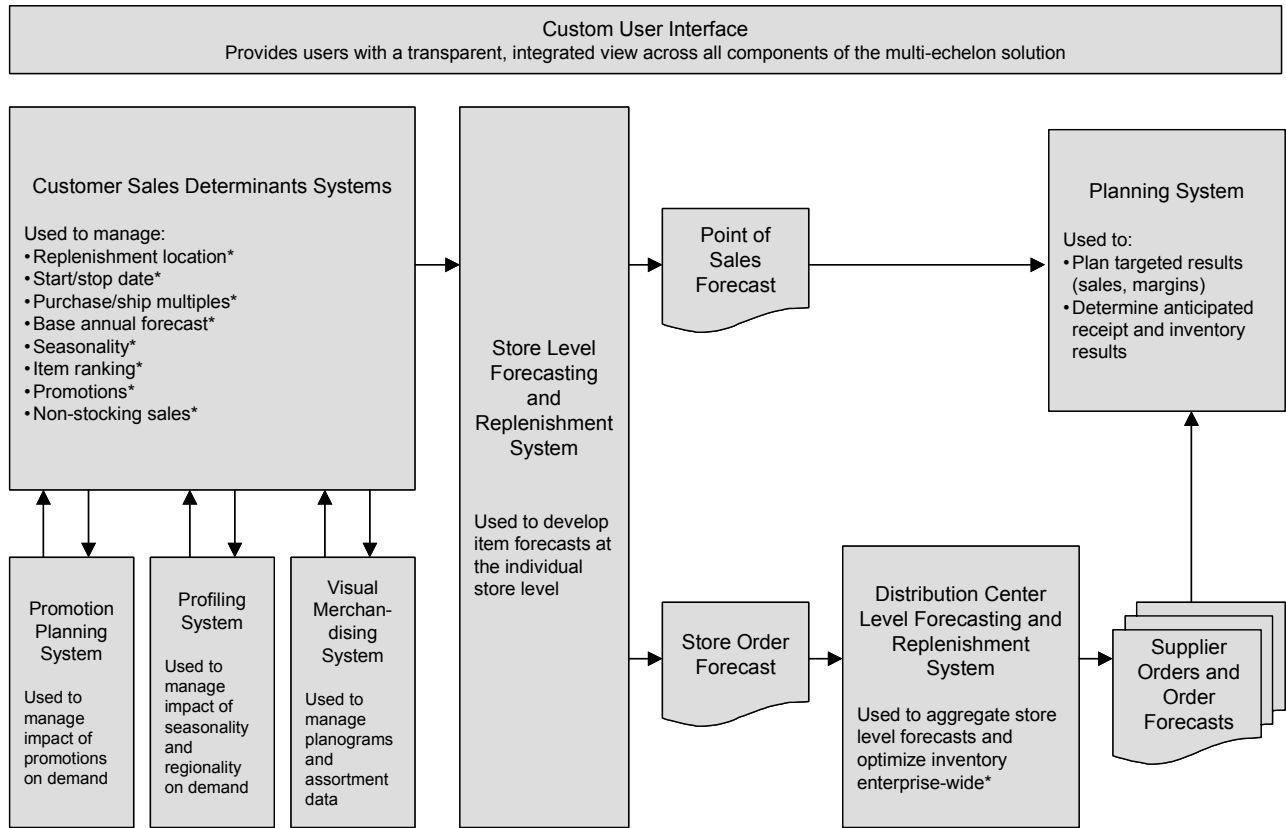 Custom User Interface
Provides users with a transparent, integrated view across all components of the multi-echelon solution
Customer Sales Determinants Systems
Used to manage:
•Replenishment location*
•Start/stop date*
•Purchase/ship multiples*
•Base annual forecast*
•Seasonality*
•Item ranking*
•Promotions*
•Non-stocking sales*
Promotion
Planning
System
Used to
manage
impact of
promotions
on demand
Profiling
System
Used to
manage
impact of
seasonality
and
regionality
on demand
Visual
Merchan-
dising
System
Used to
manage
planograms
and
assortment
data
Store Level
Forecasting
and
Replenishment
System
Used to develop
item forecasts at
the individual
store level
Point of
Sales
Forecast
Store Order
Forecast
Distribution Center
Level Forecasting and
Replenishment
System
Used to aggregate store
level forecasts and
optimize inventory
enterprise-wide*
Supplier
Orders and
Order
Forecasts
Planning System
Used to:
•Plan targeted results
(sales, margins)
•Determine anticipated
receipt and inventory
results